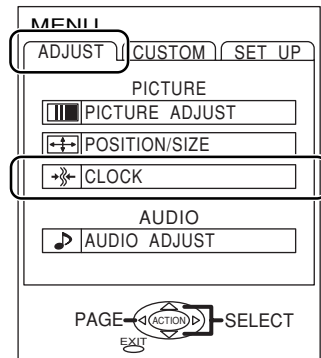 MENU
ADJUST CUSTOM SET UP
PICTURE
PICTURE ADJUST
POSITION/SIZE
CLOCK
AUDIO
AUDIO ADJUST
PAGE ACTION SELECT
EXIT